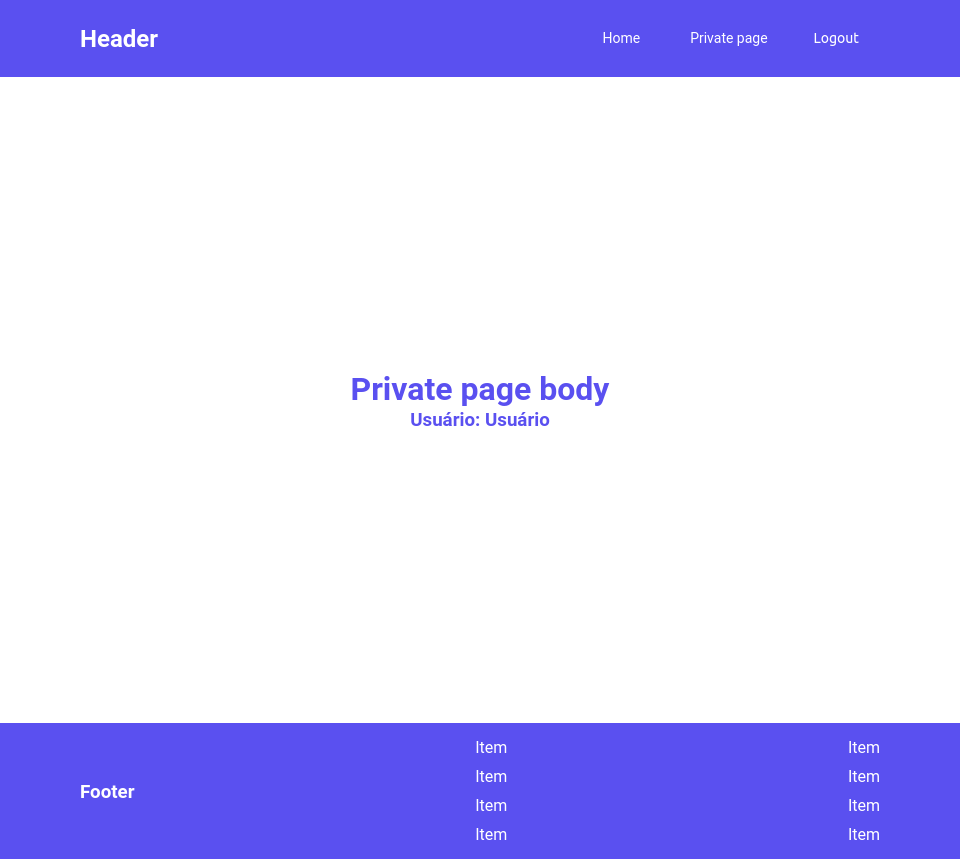 Header
Home
Private page
Logout
Private page body
Usuário: Usuário
Footer
Item
Item
Item
Item
Item
Item
Item
Item